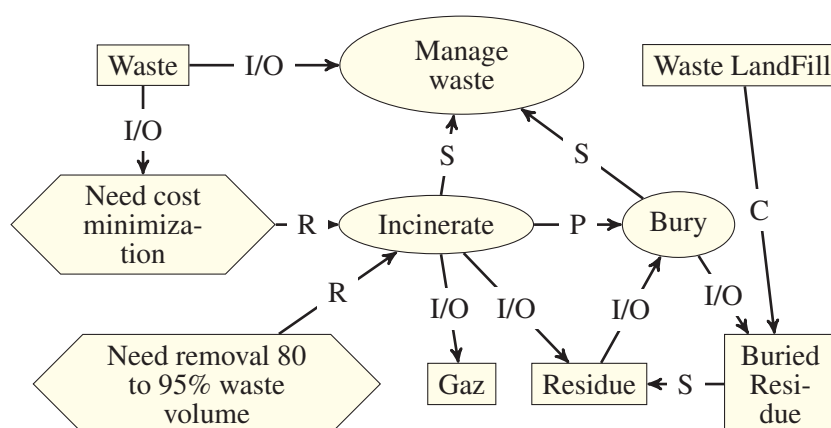 Waste
I/O
Manage
waste
Waste LandFill
I/O
S
S
Need cost
minimiza-
tion
R
Incinerate
P
Bury
C
R
I/O
I/O
I/O
I/O
Need removal 80
to 95% waste
volume
Gaz
Residue
S
Buried
Resi-
due